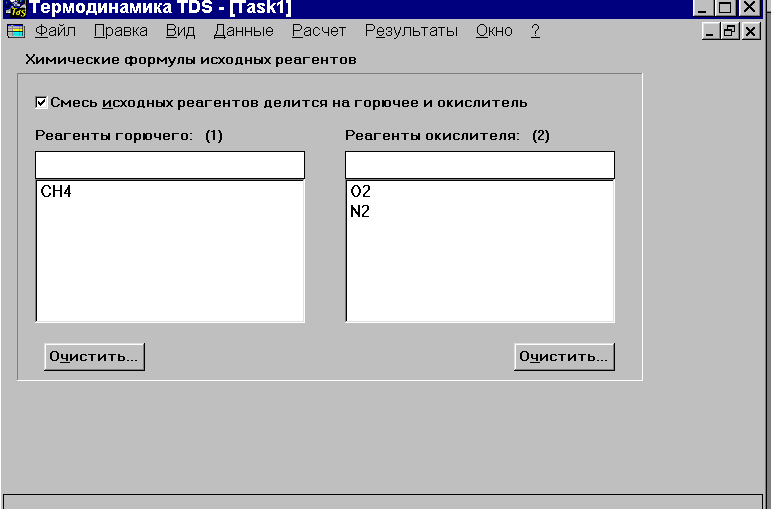 Термодинамика TDS - [Task1]
Файл Правка Вид Данные Расчет Результаты Окно ?
Химические формулы исходных реагентов
Смесь исходных реагентов делится на горючее и окислитель
Реагенты горючего: (1) Реагенты окислителя: (2)
CH4 O2
N2
Очистить... Очистить...